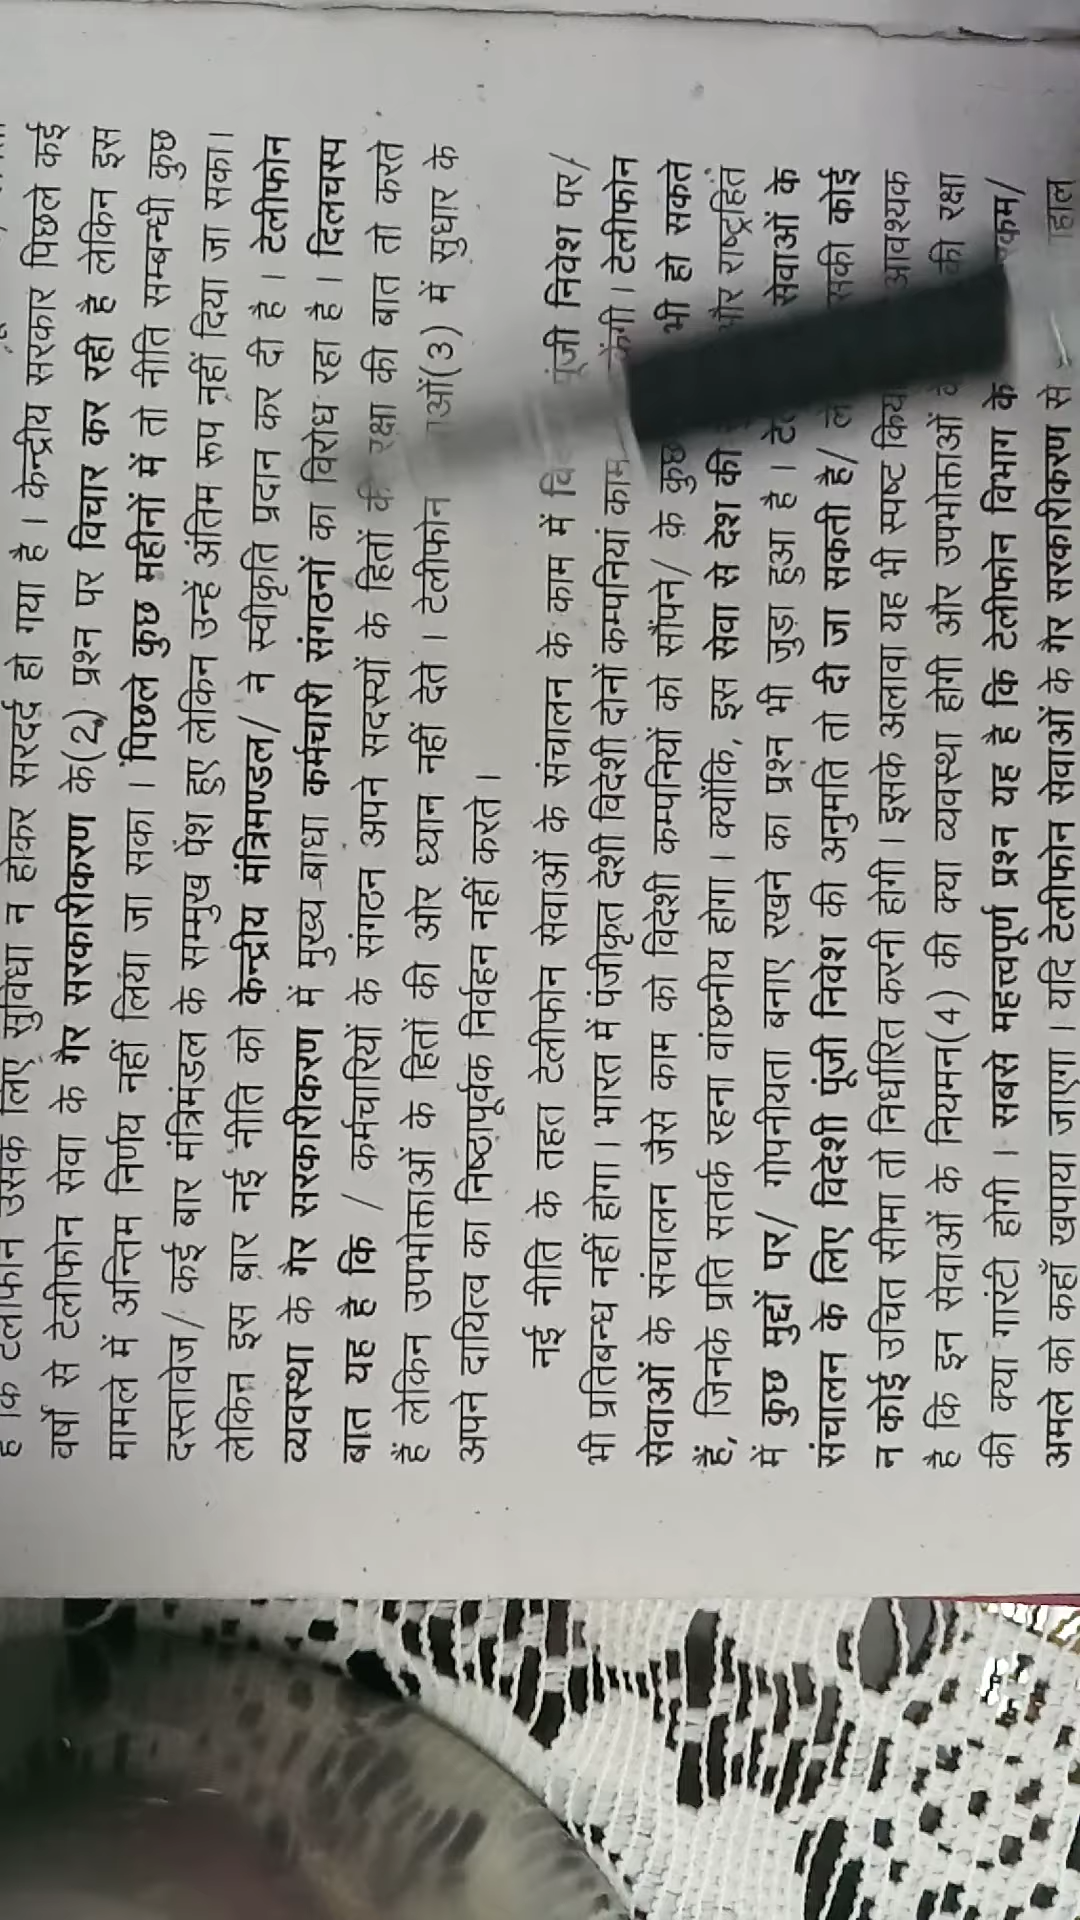 है कि टेलीफोन उसके लिए सुविधा न होकर सरदर्द हो गया है । केन्द्रीय सरकार पिछले कई
वर्षों से टेलीफोन सेवा के गैर सरकारीकरण के(2) प्रश्न पर विचार कर रही है लेकिन इस
मामले में अन्तिम निर्णय नहीं लिया जा सका । पिछले कुछ महीनों में तो नीति सम्बन्धी कुछ
दस्तावेज/ कई बार मंत्रिमंडल के सम्मुख पेश हुए लेकिन उन्हें अंतिम रूप नहीं दिया जा सका।
लेकिन इस बार नई नीति को केन्द्रीय मंत्रिमण्डल/ ने स्वीकृति प्रदान कर दी है । टेलीफोन
व्यवस्था के गैर सरकारीकरण में मुख्य बाधा कर्मचारी संगठनों का विरोध रहा है । दिलचस्प
बात यह है कि / कर्मचारियों के संगठन अपने सदस्यों के हितों की रक्षा की बात तो करते
हैं लेकिन उपभोक्ताओं के हितों की ओर ध्यान नहीं देते । टेलीफोन ाओं(3) में सुधार के
अपने दायित्व का निष्ठापूर्वक निर्वहन नहीं करते ।
नई नीति के तहत टेलीफोन सेवाओं के संचालन के काम में पूंजी निवेश पर/
भी प्रतिबन्ध नहीं होगा । भारत में पंजीकृत देशी विदेशी दोनों कम्पनियां काम केंगी । टेलीफोन
सेवाओं के संचालन जैसे काम को विदेशी कम्पनियों को सौंपने/ के कुछ भी हो सकते
हैं, जिनके प्रति सतर्क रहना वांछनीय होगा । क्योंकि, इस सेवा से देश की और राष्ट्रहित
में कुछ मुद्दों पर/ गोपनीयता बनाए रखने का प्रश्न भी जुड़ा हुआ है । सेवाओं के
संचालन के लिए विदेशी पूंजी निवेश की अनुमति तो दी जा सकती है/ सकी कोई
न कोई उचित सीमा तो निर्धारित करनी होगी । इसके अलावा यह भी स्पष्ट आवश्यक
है कि इन सेवाओं के नियमन(4) की क्या व्यवस्था होगी और उपभोक्ताओं की रक्षा
की क्या गारंटी होगी । सबसे महत्त्वपूर्ण प्रश्न यह है कि टेलीफोन विभाग के रकम/
अमले को कहाँ खपाया जाएगा । यदि टेलीफोन सेवाओं के गैर सरकारीकरण से